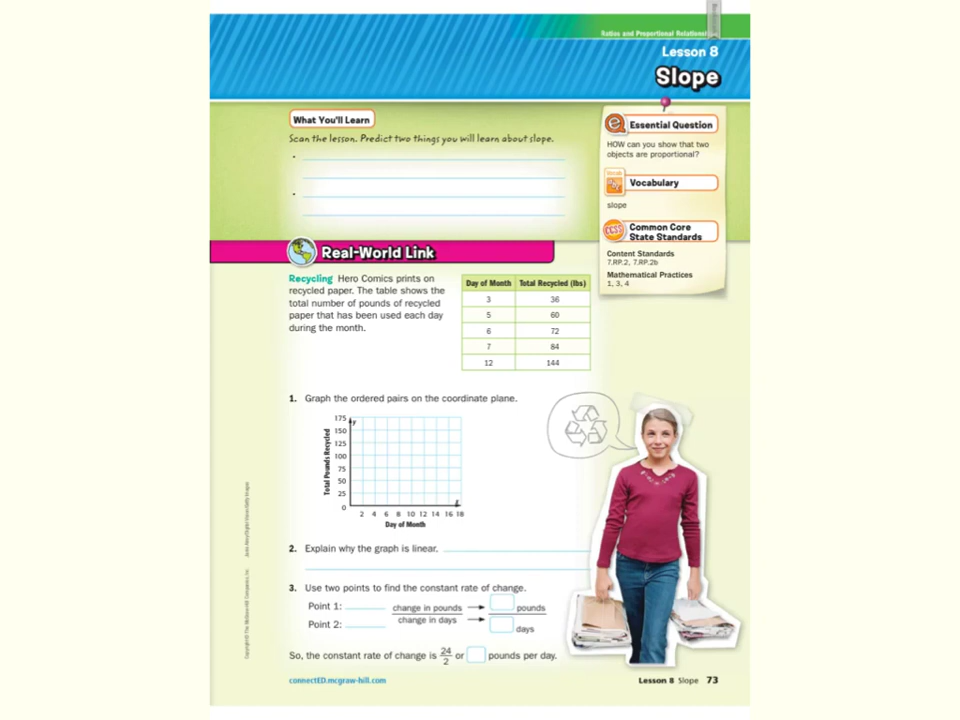 Ratios and Proportional Relationships
Lesson 8
Slope
What You'll Learn
Scan the lesson. Predict two things you will learn about slope.
•
•
Essential Question
HOW can you show that two
objects are proportional?
Vocabulary
slope
Common Core
State Standards
Content Standards
7.RP.2, 7.RP.2b
Mathematical Practices
1, 3, 4
Real-World Link
Recycling Hero Comics prints on
recycled paper. The table shows the
total number of pounds of recycled
paper that has been used each day
during the month.
Day of Month Total Recycled (lbs)
3 36
5 60
6 72
7 84
12 144
1. Graph the ordered pairs on the coordinate plane.
Total Pounds Recycled
175
150
125
100
75
50
25
0
y
2 4 6 8 10 12 14 16 18
Day of Month
2. Explain why the graph is linear.
3. Use two points to find the constant rate of change.
Point 1:
Point 2:
change in pounds → pounds
change in days → days
So, the constant rate of change is 24/2 or pounds per day.
connectED.mcgraw-hill.com
Lesson 8 Slope 73